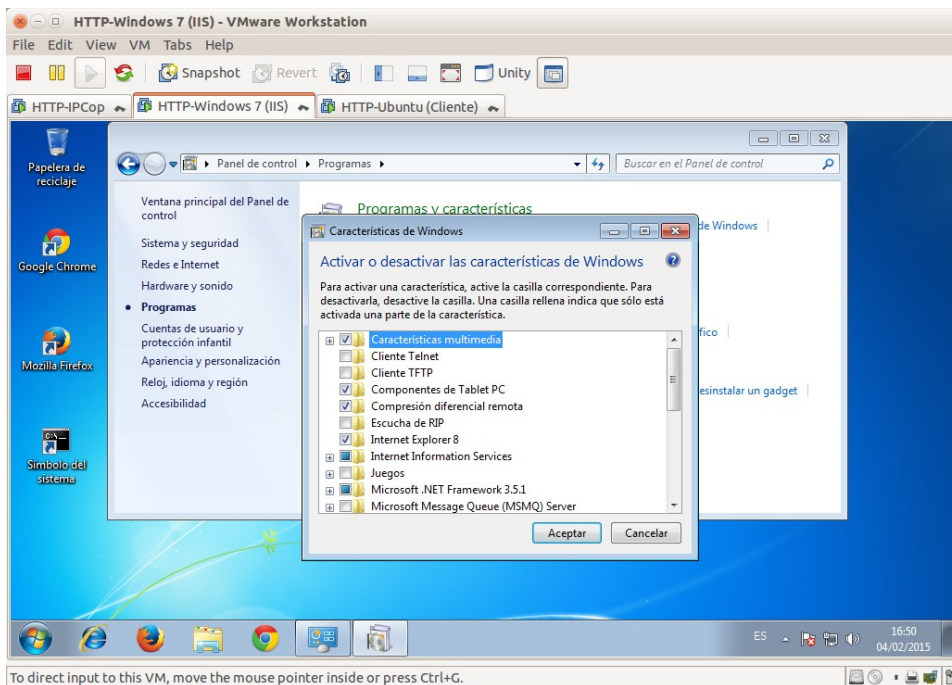 HTTP-Windows 7 (IIS) - VMware Workstation
File Edit View VM Tabs Help
Snapshot Revert Unity
HTTP-IPCop HTTP-Windows 7 (IIS) HTTP-Ubuntu (Cliente)
Papelera de
reciclaje
Google Chrome
Mozilla Firefox
Símbolo del
sistema
Panel de control Programas
Buscar en el Panel de control
Ventana principal del Panel de
control
Sistema y seguridad
Redes e Internet
Hardware y sonido
Programas
Cuentas de usuario y
protección infantil
Apariencia y personalización
Reloj, idioma y región
Accesibilidad
Programas y características
de Windows
esinstalar un gadget
Características de Windows
Activar o desactivar las características de Windows
Para activar una característica, active la casilla correspondiente. Para
desactivarla, desactive la casilla. Una casilla rellena indica que sólo está
activada una parte de la característica.
Características multimedia
Cliente Telnet
Cliente TFTP
Componentes de Tablet PC
Compresión diferencial remota
Escucha de RIP
Internet Explorer 8
Internet Information Services
Juegos
Microsoft .NET Framework 3.5.1
Microsoft Message Queue (MSMQ) Server
Aceptar Cancelar
ES
16:50
04/02/2015
To direct input to this VM, move the mouse pointer inside or press Ctrl+G.